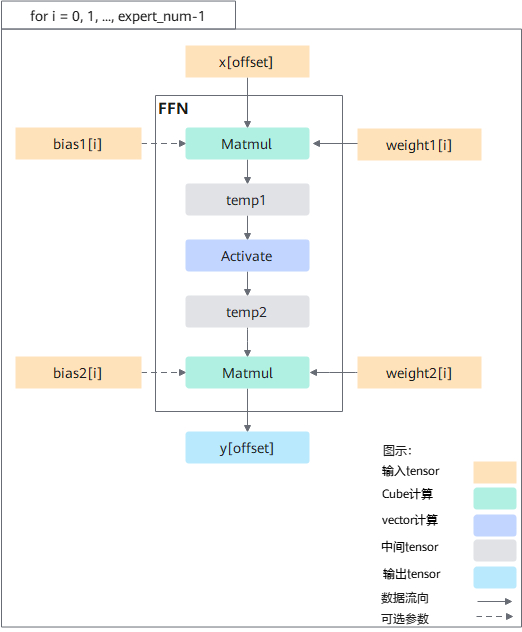 for i = 0, 1, ..., expert_num-1
x[offset]
FFN
bias1[i]
Matmul
weight1[i]
temp1
Activate
temp2
bias2[i]
Matmul
weight2[i]
y[offset]
图示：
输入tensor
Cube计算
vector计算
中间tensor
输出tensor
数据流向
可选参数